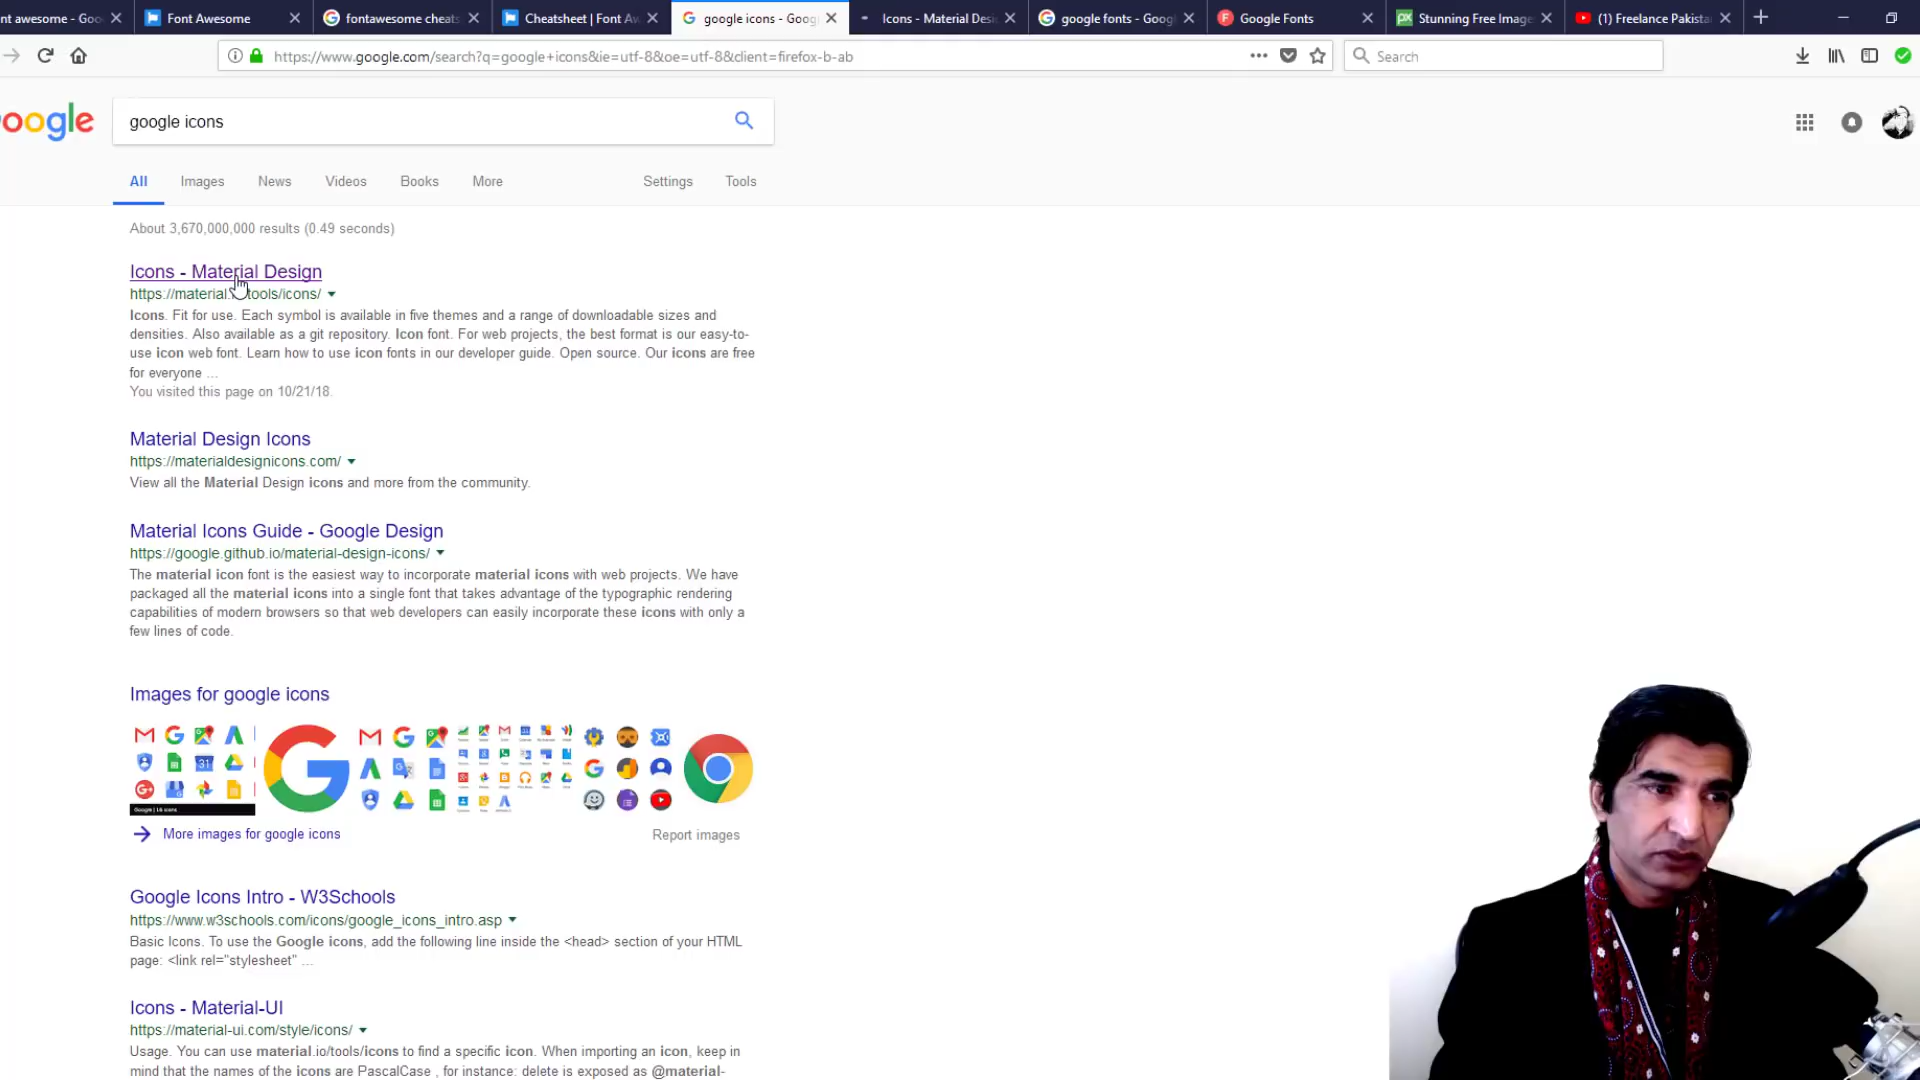 nt awesome - Goo
Font Awesome
fontawesome cheats
Cheatsheet | Font Aw
google icons - Goog
Icons - Material Desi
google fonts - Goog
Google Fonts
Stunning Free Image
(1) Freelance Pakista
https://www.google.com/search?q=google+icons&ie=utf-8&oe=utf-8&client=firefox-b-ab
Search
oogle
google icons
All
Images
News
Videos
Books
More
Settings
Tools
About 3,670,000,000 results (0.49 seconds)
Icons - Material Design
https://material. tools/icons/
Icons. Fit for use. Each symbol is available in five themes and a range of downloadable sizes and
densities. Also available as a git repository. Icon font. For web projects, the best format is our easy-to-
use icon web font. Learn how to use icon fonts in our developer guide. Open source. Our icons are free
for everyone ...
You visited this page on 10/21/18.
Material Design Icons
https://materialdesignicons.com/
View all the Material Design icons and more from the community.
Material Icons Guide - Google Design
https://google.github.io/material-design-icons/
The material icon font is the easiest way to incorporate material icons with web projects. We have
packaged all the material icons into a single font that takes advantage of the typographic rendering
capabilities of modern browsers so that web developers can easily incorporate these icons with only a
few lines of code.
Images for google icons
More images for google icons
Report images
Google Icons Intro - W3Schools
https://www.w3schools.com/icons/google_icons_intro.asp
Basic Icons. To use the Google icons, add the following line inside the <head> section of your HTML
page: <link rel="stylesheet" ...
Icons - Material-UI
https://material-ui.com/style/icons/
Usage. You can use material.io/tools/icons to find a specific icon. When importing an icon, keep in
mind that the names of the icons are PascalCase , for instance: delete is exposed as @material-